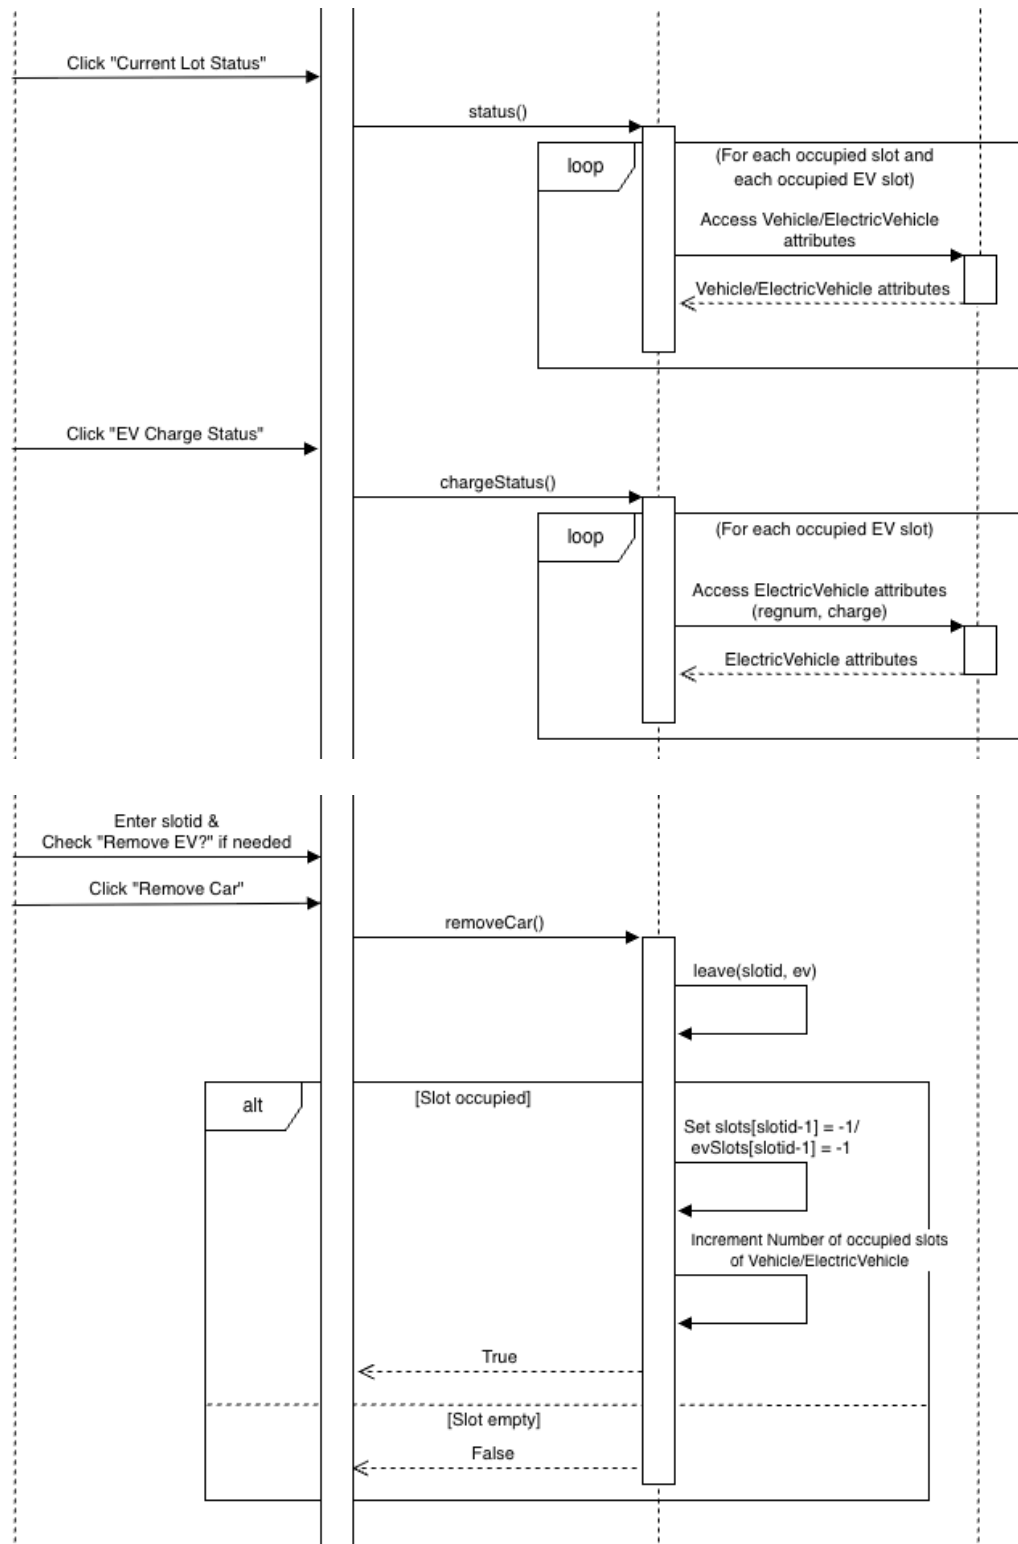 Click "Current Lot Status"
status()
loop
(For each occupied slot and
each occupied EV slot)
Access Vehicle/ElectricVehicle
attributes
Vehicle/ElectricVehicle attributes
Click "EV Charge Status"
chargeStatus()
loop
(For each occupied EV slot)
Access ElectricVehicle attributes
(regnum, charge)
ElectricVehicle attributes
Enter slotid &
Check "Remove EV?" if needed
Click "Remove Car"
removeCar()
leave(slotid, ev)
alt
[Slot occupied]
Set slots[slotid-1] = -1/
evSlots[slotid-1] = -1
Increment Number of occupied slots
of Vehicle/ElectricVehicle
True
[Slot empty]
False